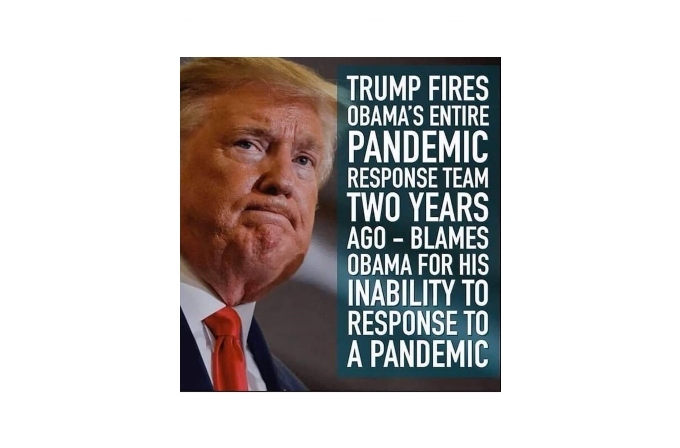 TRUMP FIRES
OBAMA'S ENTIRE
PANDEMIC
RESPONSE TEAM
TWO YEARS
AGO – BLAMES
OBAMA FOR HIS
INABILITY TO
RESPONSE TO
A PANDEMIC